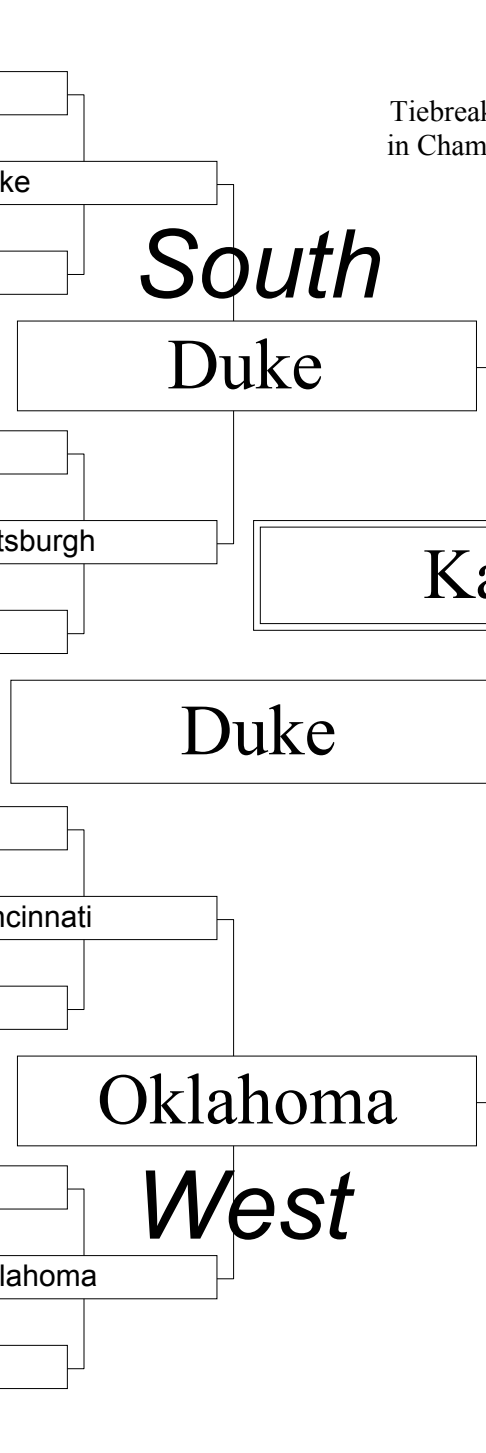 Tiebreak
in Cham
ke
South
Duke
tsburgh
Ka
Duke
ncinnati
Oklahoma
West
lahoma